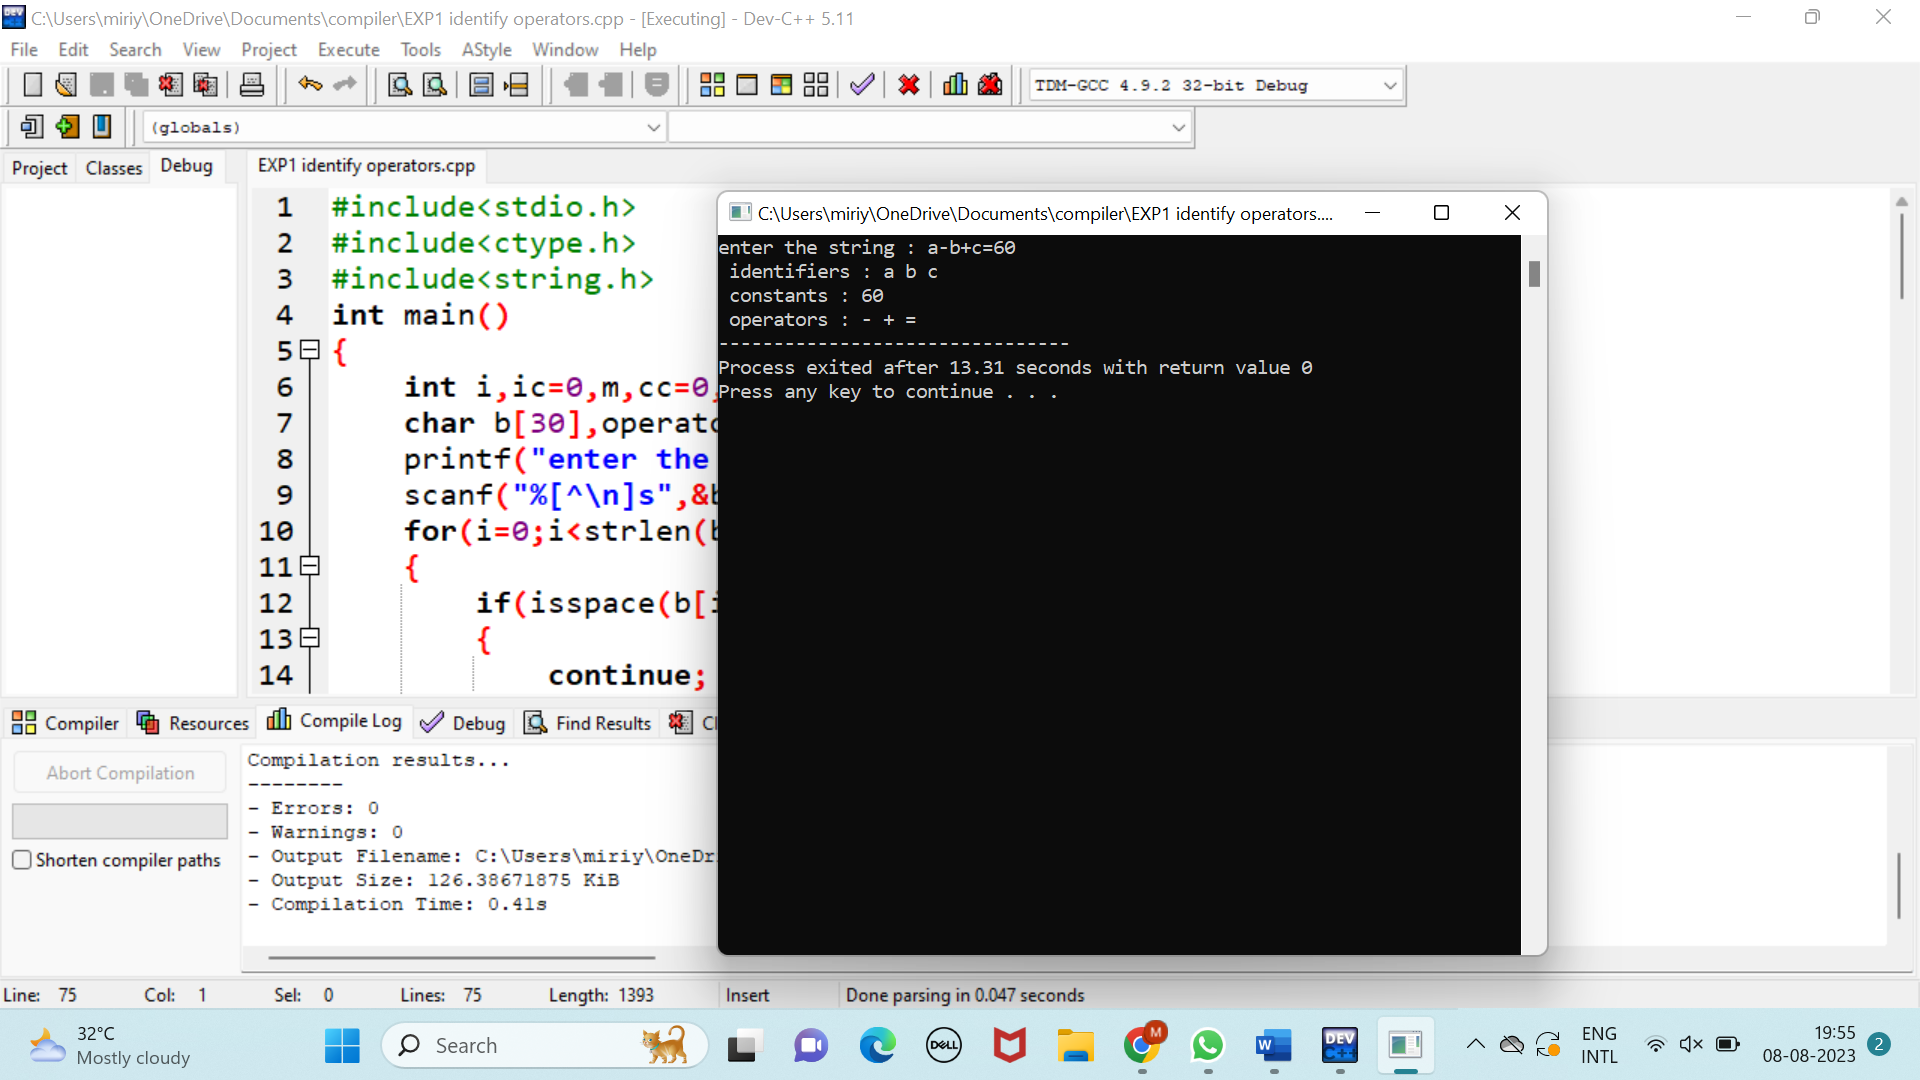 C:\Users\miriy\OneDrive\Documents\compiler\EXP1 identify operators.cpp - [Executing] - Dev-C++ 5.11
File Edit Search View Project Execute Tools AStyle Window Help
TDM-GCC 4.9.2 32-bit Debug
(globals)
Project Classes Debug
EXP1 identify operators.cpp
1 #include<stdio.h>
2 #include<ctype.h>
3 #include<string.h>
4 int main()
5 {
6 int i,ic=0,m,cc=0
7 char b[30],operato
8 printf("enter the
9 scanf("%[^\n]s",&b
10 for(i=0;i<strlen(b
11 {
12 if(isspace(b[i
13 {
14 continue;
C:\Users\miriy\OneDrive\Documents\compiler\EXP1 identify operators....
enter the string : a-b+c=60
identifiers : a b c
constants : 60
operators : - + =
--------------------------------
Process exited after 13.31 seconds with return value 0
Press any key to continue . . .
Compiler Resources Compile Log Debug Find Results Cl
Abort Compilation
Shorten compiler paths
Compilation results...
--------
- Errors: 0
- Warnings: 0
- Output Filename: C:\Users\miriy\OneDr
- Output Size: 126.38671875 KiB
- Compilation Time: 0.41s
Line: 75 Col: 1 Sel: 0 Lines: 75 Length: 1393 Insert Done parsing in 0.047 seconds
32°C
Mostly cloudy
Search
DELL
M
W
DEV
C++
ENG
INTL
19:55
08-08-2023
2